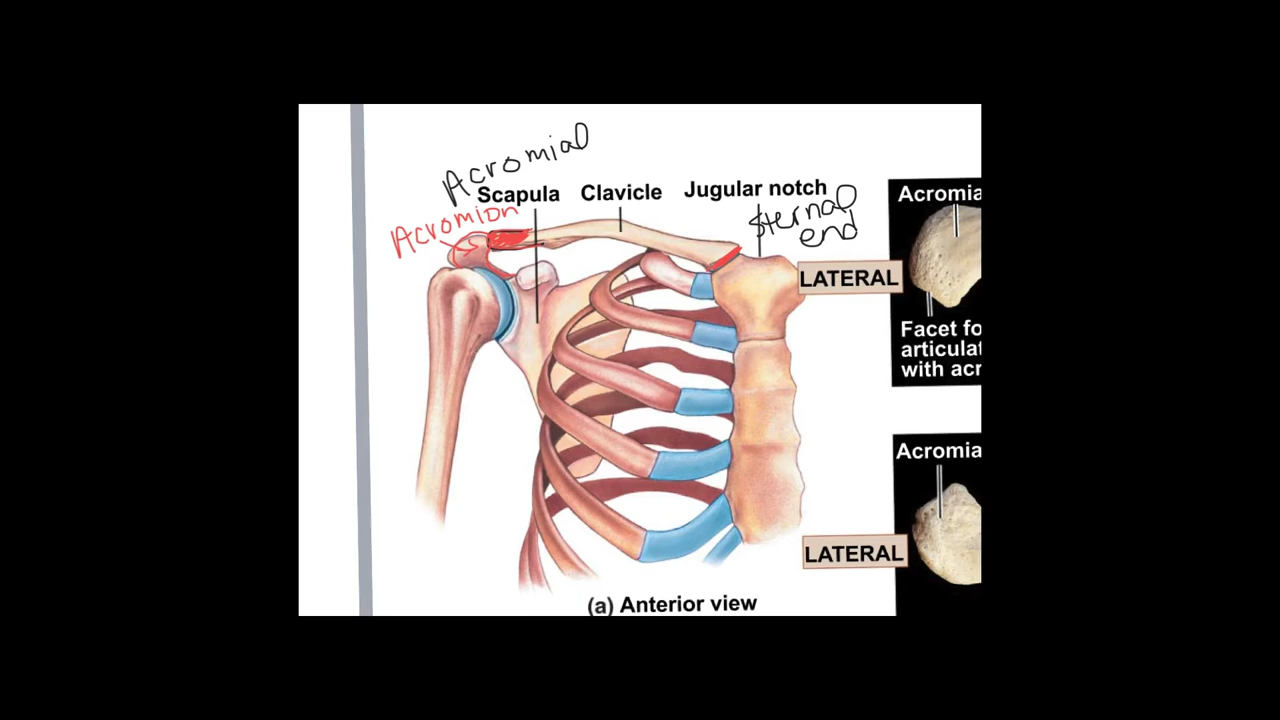 Acromial
Scapula Clavicle Jugular notch
Acromion
Sternal
end
Acromia
LATERAL
Facet fo
articulat
with acr
Acromia
LATERAL
(a) Anterior view